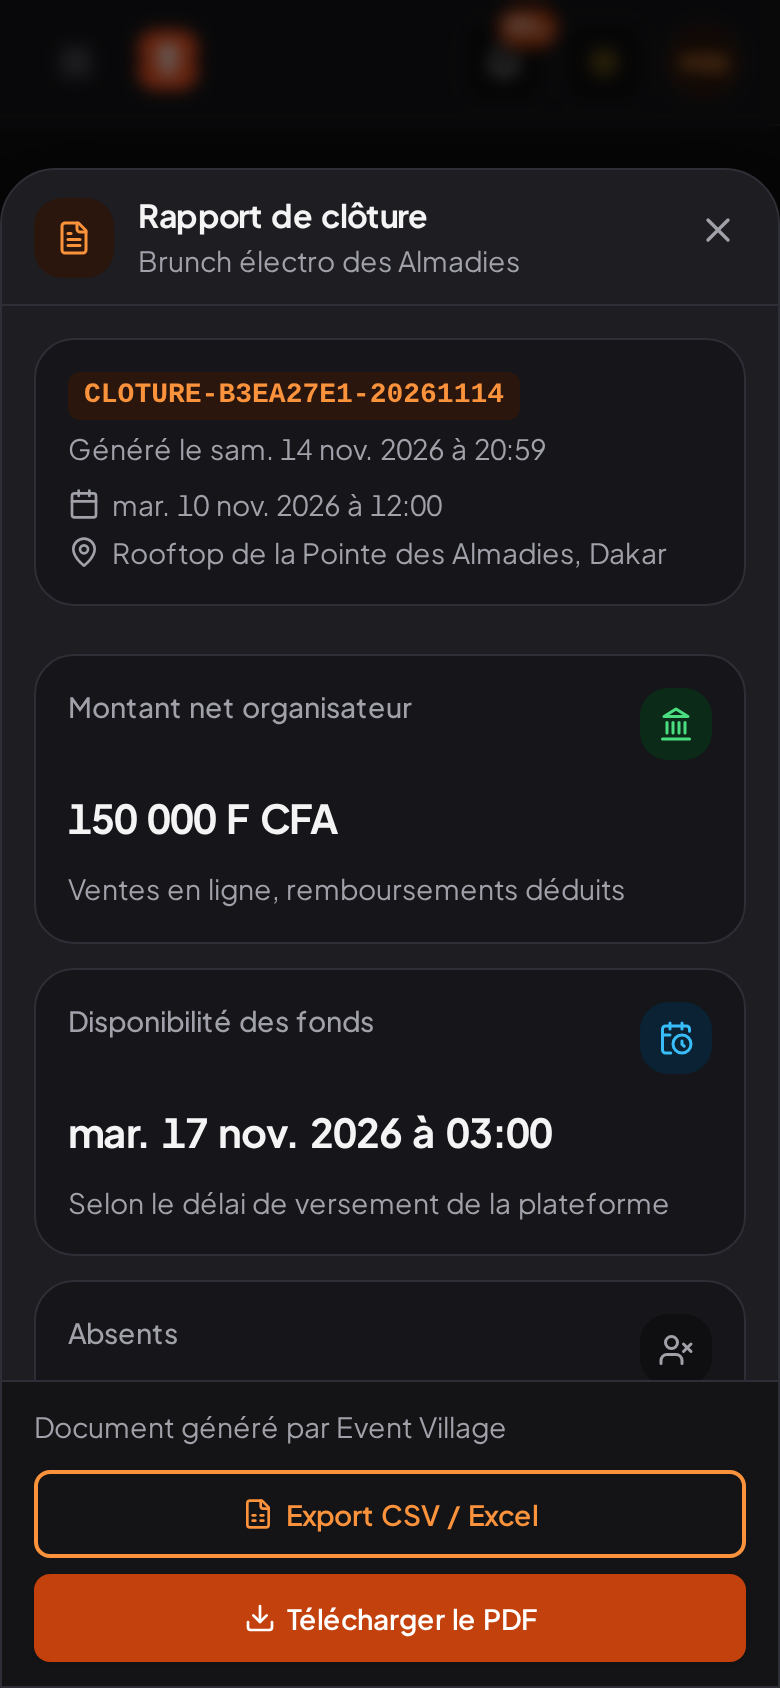 Rapport de clôture
Brunch électro des Almadies
CLOTURE-B3EA27E1-20261114
Généré le sam. 14 nov. 2026 à 20:59
mar. 10 nov. 2026 à 12:00
Rooftop de la Pointe des Almadies, Dakar
Montant net organisateur
150 000 F CFA
Ventes en ligne, remboursements déduits
Disponibilité des fonds
mar. 17 nov. 2026 à 03:00
Selon le délai de versement de la plateforme
Absents
Document généré par Event Village
Export CSV / Excel
Télécharger le PDF